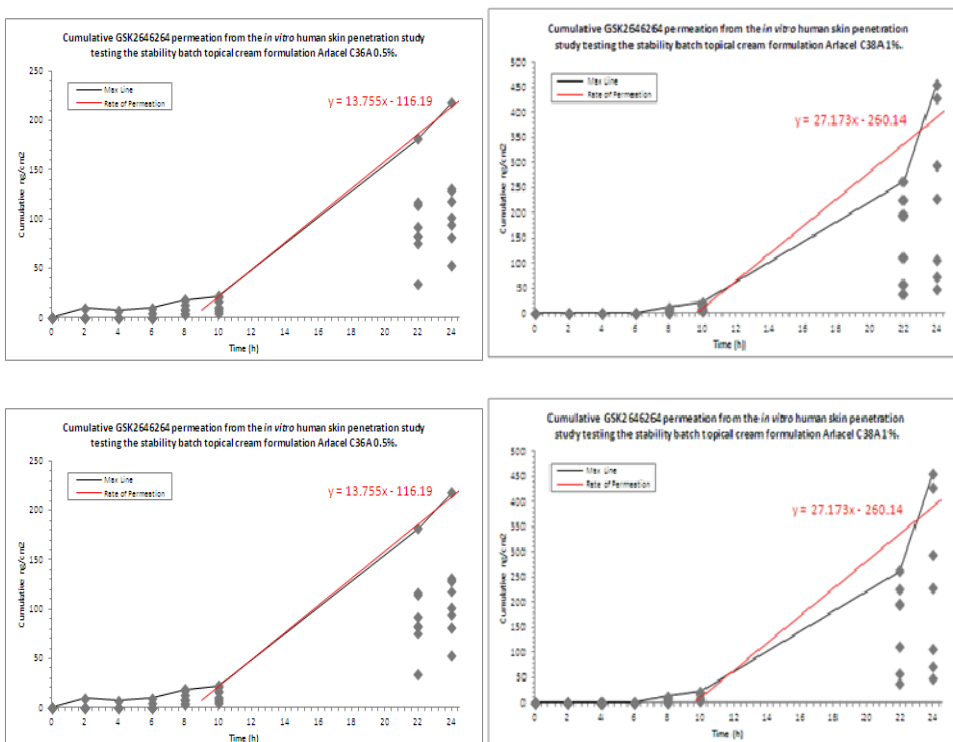 Cumulative GSK2646264 permeation from the in vitro human skin penetration study
testing the stability batch topical cream formulation Arlacel C36A 0.5%.
250
200
150
100
50
0
Cumulative ng/cm2
Max Line
Rate of Permeation
y = 13.755x - 116.19
0 2 4 6 8 10 12 14 16 18 20 22 24
Time (h)
Cumulative GSK2646264 permeation from the in vitro human skin penetration
study testing the stability batch topical cream formulation Arlacel C38A 1%.
500
450
400
350
300
250
200
150
100
50
0
Cumulative ng/cm2
Max Line
Rate of Permeation
y = 27.173x - 260.14
0 2 4 6 8 10 12 14 16 18 20 22 24
Time (h)
Cumulative GSK2646264 permeation from the in vitro human skin penetration study
testing the stability batch topical cream formulation Arlacel C36A 0.5%.
250
200
150
100
50
0
Cumulative ng/cm2
Max Line
Rate of Permeation
y = 13.755x - 116.19
0 2 4 6 8 10 12 14 16 18 20 22 24
Time (h)
Cumulative GSK2646264 permeation from the in vitro human skin penetration
study testing the stability batch topical cream formulation Arlacel C38A 1%.
500
450
400
350
300
250
200
150
100
50
0
Cumulative ng/cm2
Max Line
Rate of Permeation
y = 27.173x - 260.14
0 2 4 6 8 10 12 14 16 18 20 22 24
Time (h)